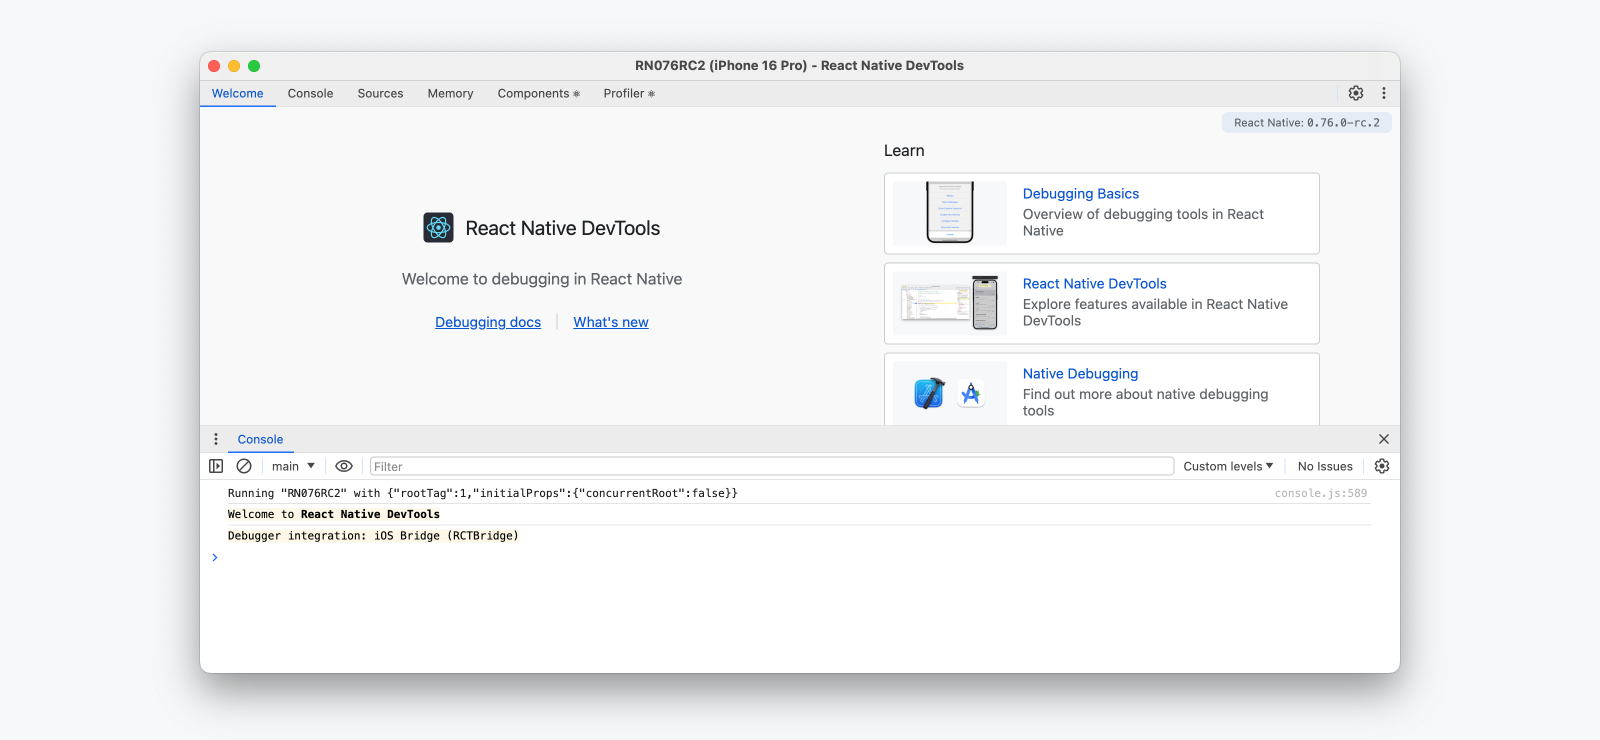 RN076RC2 (iPhone 16 Pro) - React Native DevTools
Welcome Console Sources Memory Components ⚛ Profiler ⚛
React Native: 0.76.0-rc.2
Learn
Debugging Basics
Overview of debugging tools in React
Native
React Native DevTools
Welcome to debugging in React Native
Debugging docs What's new
React Native DevTools
Explore features available in React Native
DevTools
Native Debugging
Find out more about native debugging
tools
Console
main ▼ Filter Custom levels ▼ No Issues
Running "RN076RC2" with {"rootTag":1,"initialProps":{"concurrentRoot":false}} console.js:589
Welcome to React Native DevTools
Debugger integration: iOS Bridge (RCTBridge)
>